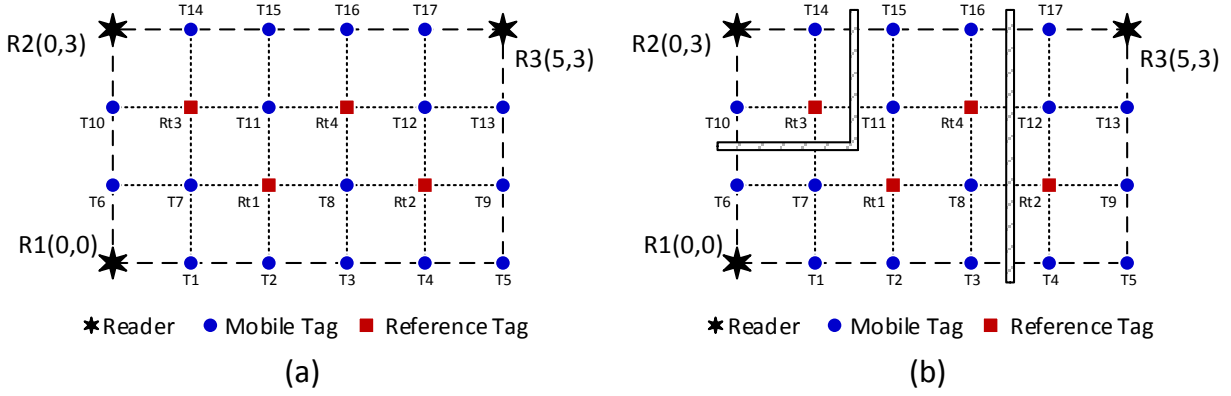 T14 T15 T16 T17
R2(0,3)
R3(5,3)
T10 Rt3 T11 Rt4 T12 T13
T6 T7 Rt1 T8 Rt2 T9
R1(0,0)
T1 T2 T3 T4 T5
Reader Mobile Tag Reference Tag
(a)
T14 T15 T16 T17
R2(0,3)
R3(5,3)
T10 Rt3 T11 Rt4 T12 T13
T6 T7 Rt1 T8 Rt2 T9
R1(0,0)
T1 T2 T3 T4 T5
Reader Mobile Tag Reference Tag
(b)